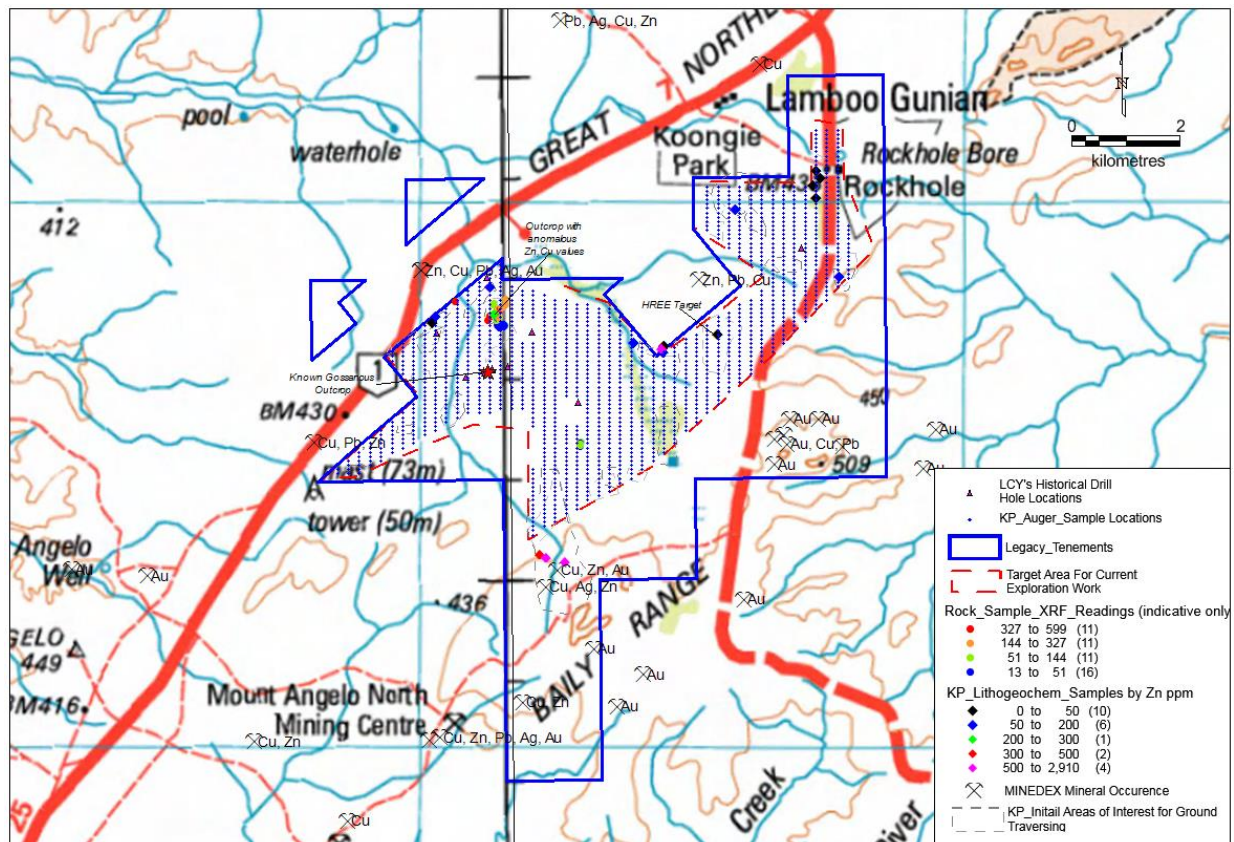 Pb, Ag, Cu, Zn
Cu
GREAT
NORTHE
N
0
2
kilometres
pool
waterhole
Lamboo Gunian
Koongie
Park
Rockhole Bore
Rockhole
412
Outcrop with
anomalous
Zn, Cu values
Zn, Cu, Pb, Ag, Au
Zn, Pb, Cu
HREE Target
1
Known Gossanous
Outcrop
BM430
Cu, Pb, Zn
mast (73m)
tower (50m)
450
Au
Au
Au
Au, Cu, Pb
Au
509
Au
Angelo
Well
Au
Au
436
Cu, Zn, Au
Cu, Ag, Zn
RANGE
BAILY
Au
GELO
449
BM416
Au
Au
Au
Cu, Zn
Mount Angelo North
Mining Centre
Cu, Zn
Cu, Zn, Pb, Ag, Au
25
Cu
Creek
River
LCY's Historical Drill
Hole Locations
KP_Auger_Sample Locations
Legacy_Tenements
Target Area For Current
Exploration Work
Rock_Sample_XRF_Readings (indicative only
327 to 599 (11)
144 to 327 (11)
51 to 144 (11)
13 to 51 (16)
KP_Lithogeochem_Samples by Zn ppm
0 to 50 (10)
50 to 200 (6)
200 to 300 (1)
300 to 500 (2)
500 to 2,910 (4)
MINEDEX Mineral Occurence
KP_Initail Areas of Interest for Ground
Traversing